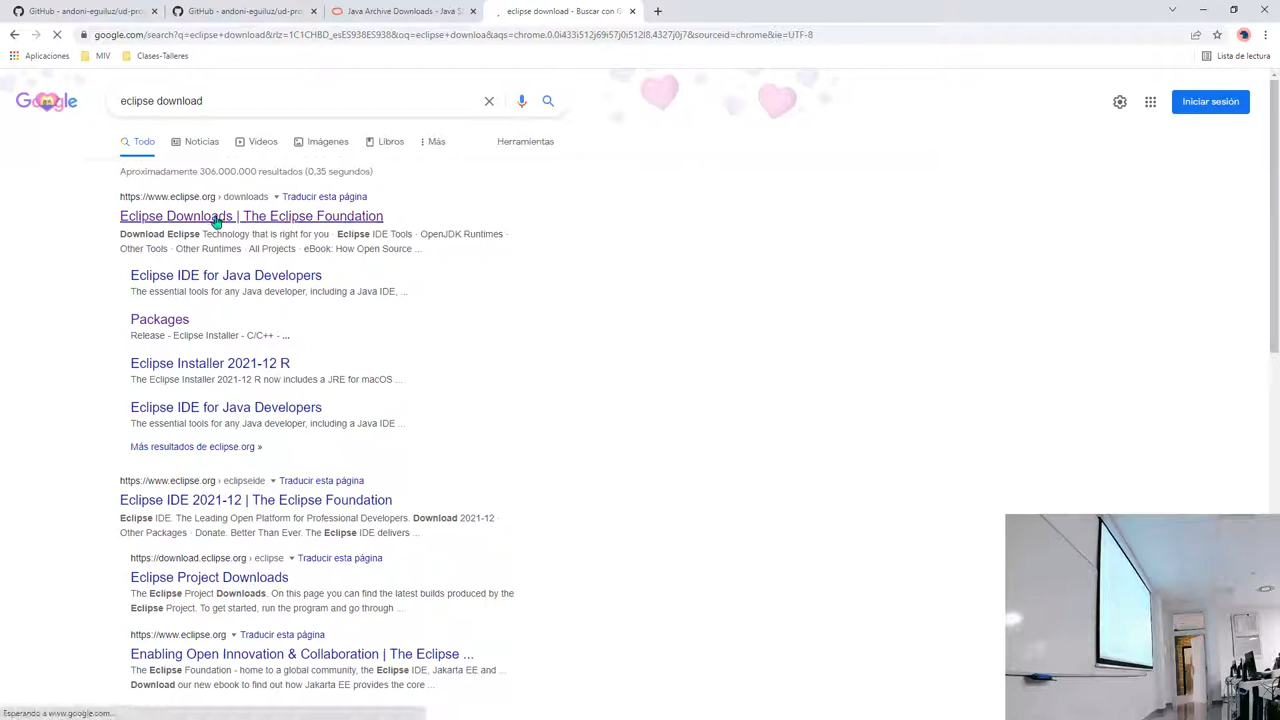 GitHub - andoni-eguiluz/ud-pro
GitHub - andoni-eguiluz/ud-pro
Java Archive Downloads - Java S
eclipse download - Buscar con G
google.com/search?q=eclipse+download&rlz=1C1CHBD_esES938ES938&oq=eclipse+downloa&aqs=chrome.0.0i433i512j69i57j0i512l8.4327j0j7&sourceid=chrome&ie=UTF-8
Aplicaciones
MIV
Clases-Talleres
Lista de lectura
Google
eclipse download
Iniciar sesión
Todo
Noticias
Vídeos
Imágenes
Libros
Más
Herramientas
Aproximadamente 306.000.000 resultados (0,35 segundos)
https://www.eclipse.org › downloads
Traducir esta página
Eclipse Downloads | The Eclipse Foundation
Download Eclipse Technology that is right for you · Eclipse IDE Tools · OpenJDK Runtimes ·
Other Tools · Other Runtimes · All Projects · eBook: How Open Source ...
Eclipse IDE for Java Developers
The essential tools for any Java developer, including a Java IDE, ...
Packages
Release - Eclipse Installer - C/C++ - ...
Eclipse Installer 2021-12 R
The Eclipse Installer 2021-12 R now includes a JRE for macOS ...
Eclipse IDE for Java Developers
The essential tools for any Java developer, including a Java IDE ...
Más resultados de eclipse.org »
https://www.eclipse.org › eclipseide
Traducir esta página
Eclipse IDE 2021-12 | The Eclipse Foundation
Eclipse IDE. The Leading Open Platform for Professional Developers. Download 2021-12 ·
Other Packages · Donate. Better Than Ever. The Eclipse IDE delivers ...
https://download.eclipse.org › eclipse
Traducir esta página
Eclipse Project Downloads
The Eclipse Project Downloads. On this page you can find the latest builds produced by the
Eclipse Project. To get started, run the program and go through ...
https://www.eclipse.org
Traducir esta página
Enabling Open Innovation & Collaboration | The Eclipse ...
The Eclipse Foundation - home to a global community, the Eclipse IDE, Jakarta EE and ...
Download our new ebook to find out how Jakarta EE provides the core ...
Esperando a www.google.com...